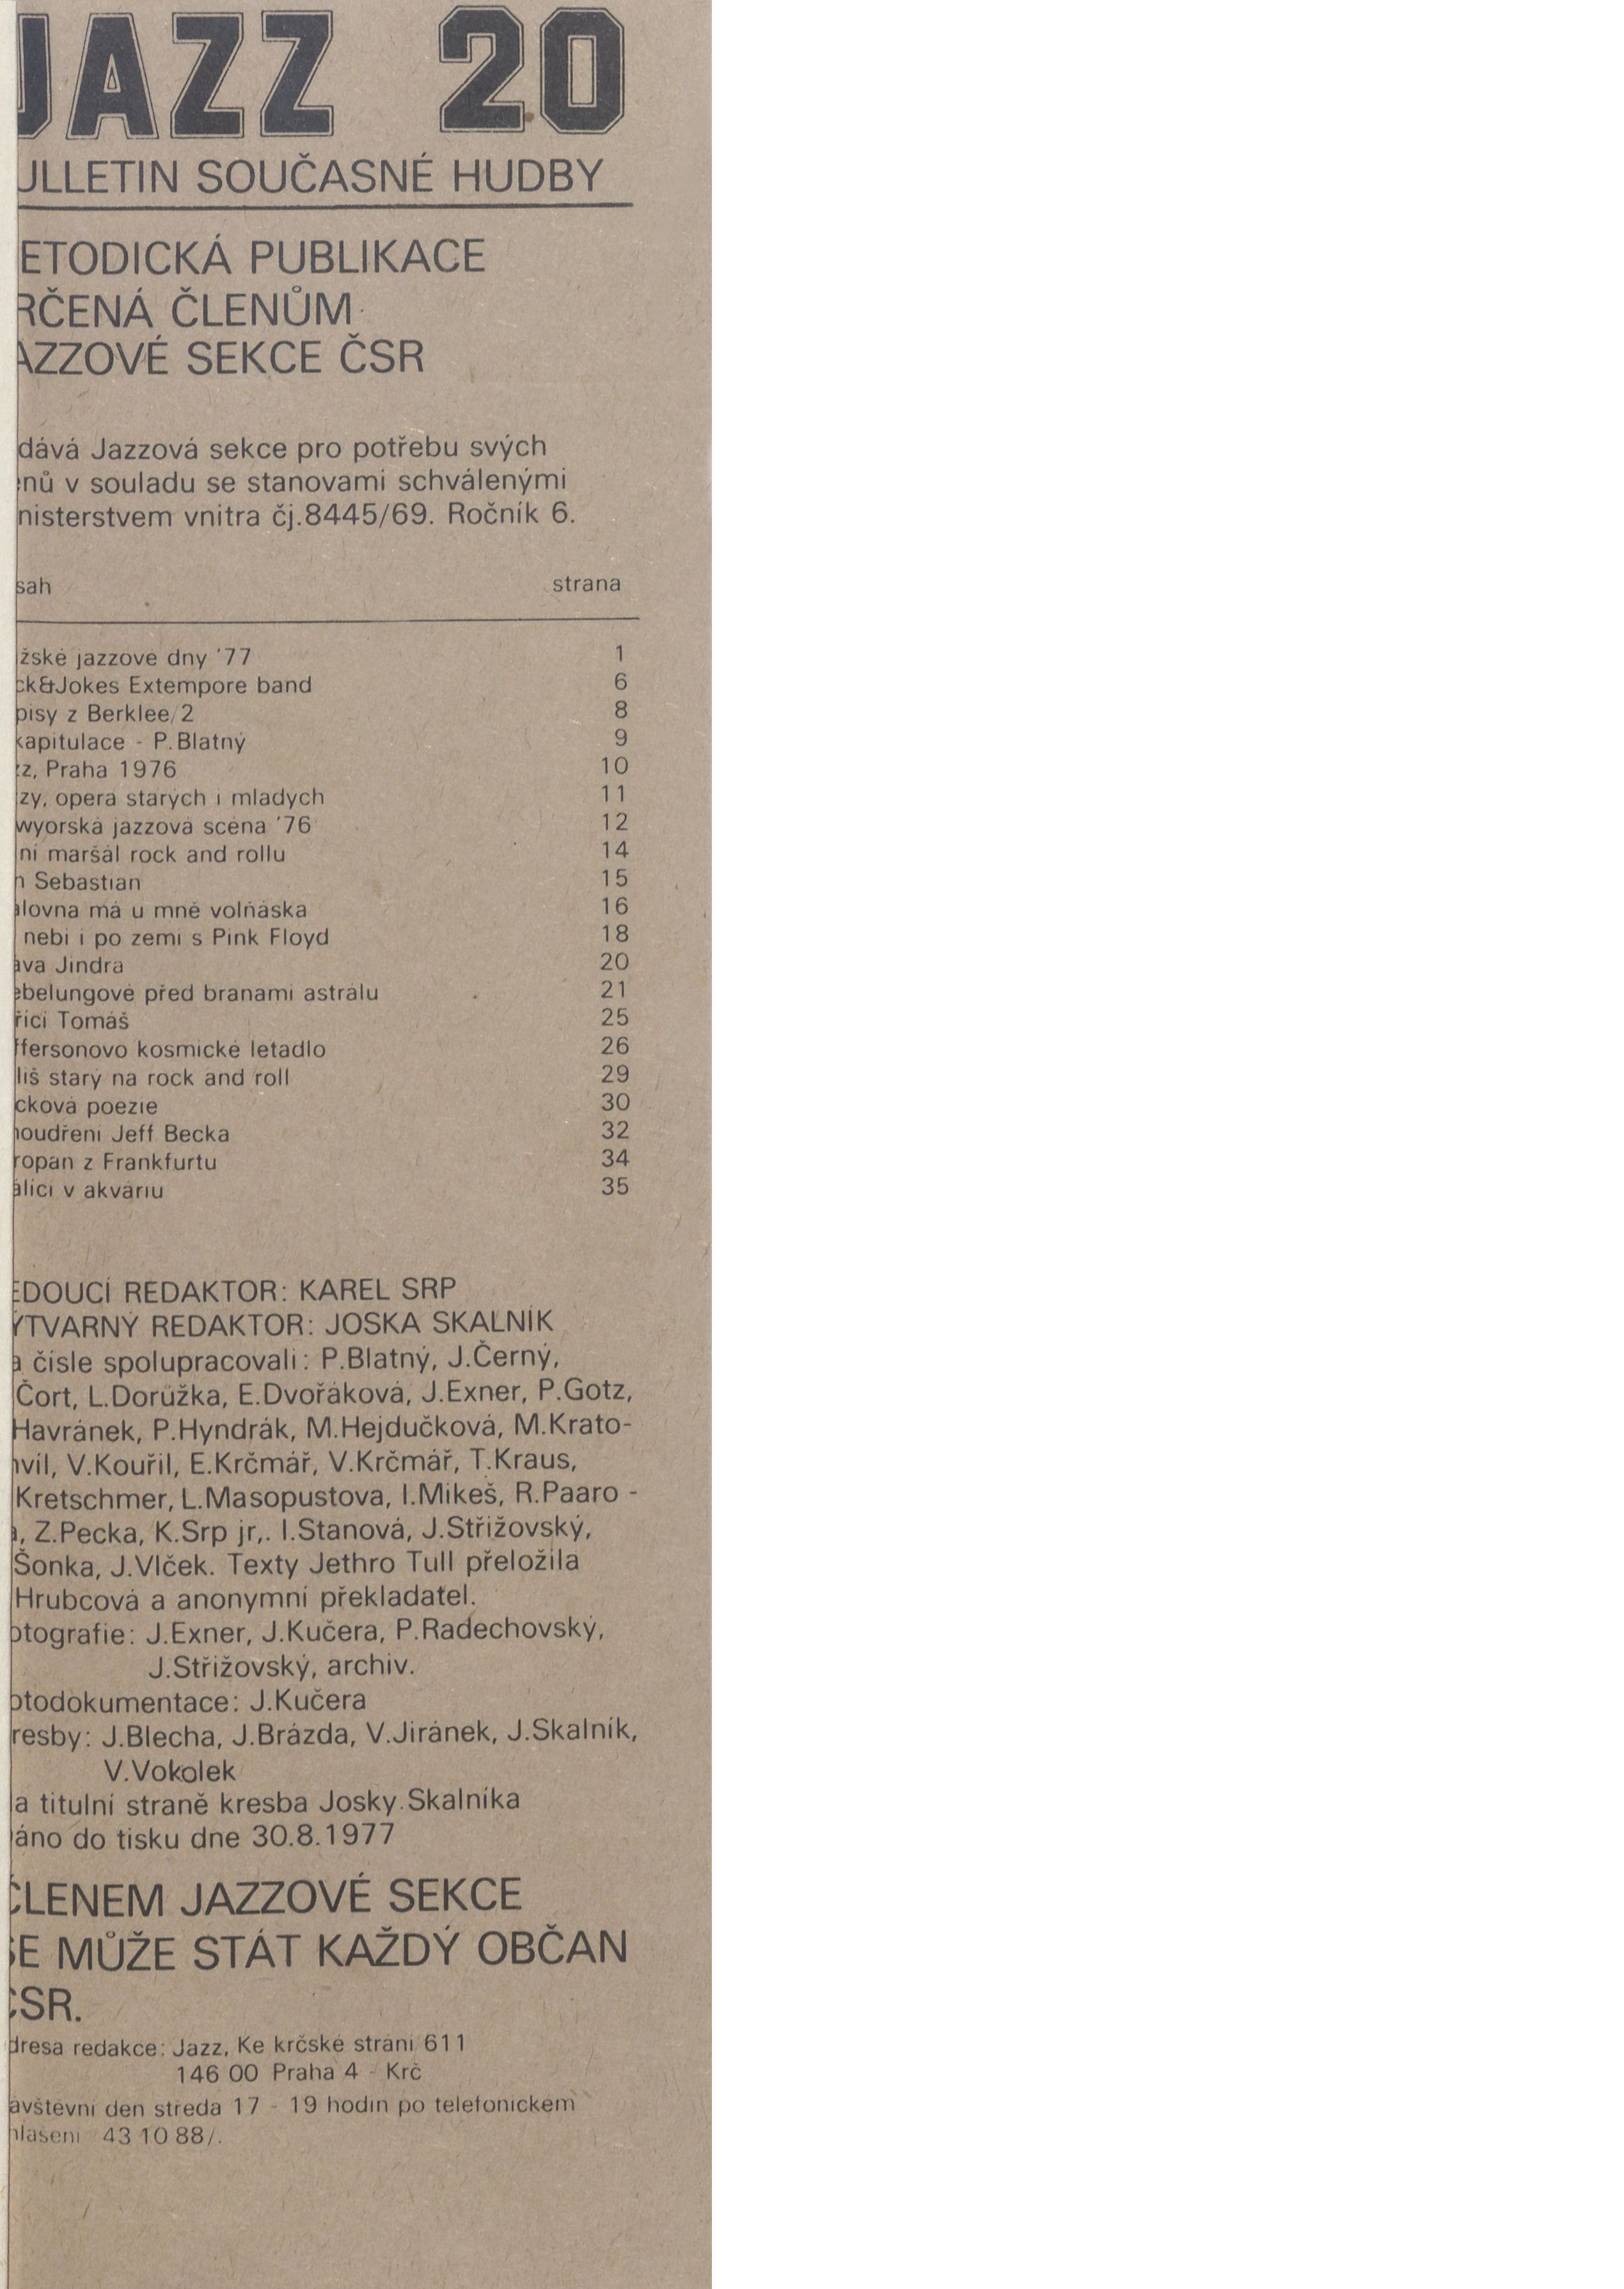 JAZZ 20
ULLETIN SOUČASNÉ HUDBY
ETODICKÁ PUBLIKACE
RČENÁ ČLENŮM
AZZOVÉ SEKCE ČSR
dává Jazzová sekce pro potřebu svých
nů v souladu se stanovami schválenými
nisterstvem vnitra čj.8445/69. Ročník 6.
sah strana
žské jazzové dny '77 1
ck&Jokes Extempore band 6
pisy z Berklee/2 8
kapitulace - P.Blatný 9
zz, Praha 1976 10
zy, opera starých i mladých 11
wyorská jazzová scéna '76 12
ní maršál rock and rollu 14
n Sebastian 15
lovna má u mně volňáska 16
nebi i po zemi s Pink Floyd 18
ava Jindra 20
ebelungové před branami astrálu 21
řící Tomáš 25
ffersonovo kosmické letadlo 26
liš starý na rock and roll 29
cková poezie 30
oudření Jeff Becka 32
ropan z Frankfurtu 34
álíci v akváriu 35
EDOUCÍ REDAKTOR: KAREL SRP
ÝTVARNÝ REDAKTOR: JOSKA SKALNÍK
a čísle spolupracovali: P.Blatný, J.Černý,
Čort, L.Dorůžka, E.Dvořáková, J.Exner, P.Gotz,
Havránek, P.Hyndrák, M.Hejdučková, M.Krato-
vil, V.Kouřil, E.Krčmář, V.Krčmář, T.Kraus,
Kretschmer, L.Masopustova, I.Mikeš, R.Paaro -
a, Z.Pecka, K.Srp jr,. I.Stanová, J.Střižovský,
Šonka, J.Vlček. Texty Jethro Tull přeložila
Hrubcová a anonymní překladatel.
otografie: J.Exner, J.Kučera, P.Radechovský,
J.Střižovský, archiv.
otodokumentace: J.Kučera
resby: J.Blecha, J.Brázda, V.Jiránek, J.Skalník,
V.Vokolek
a titulní straně kresba Josky Skalníka
áno do tisku dne 30.8.1977
ČLENEM JAZZOVÉ SEKCE
SE MŮŽE STÁT KAŽDÝ OBČAN
ČSR.
dresa redakce: Jazz, Ke krčské stráni 611
146 00 Praha 4 - Krč
avštěvní den středa 17 - 19 hodin po telefonickém
hlášení 43 10 88/.